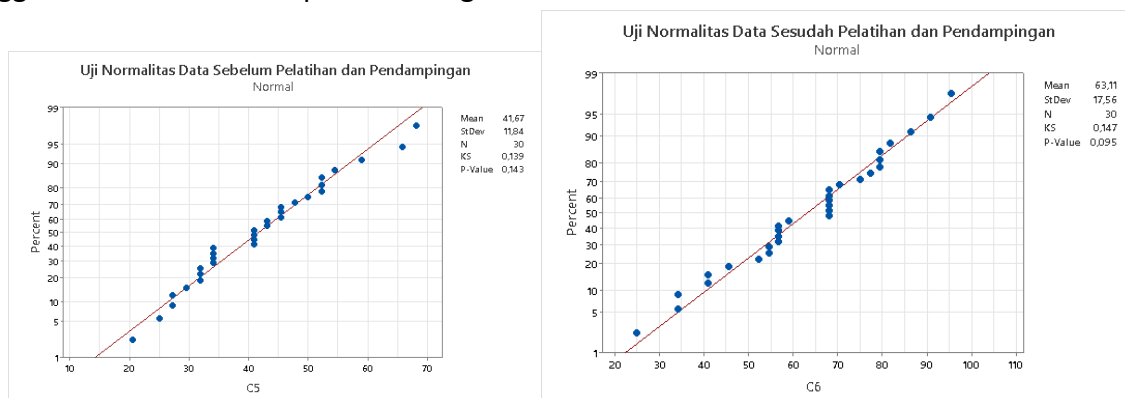 Uji Normalitas Data Sebelum Pelatihan dan Pendampingan
Normal
99
95
90
80
70
60
50
40
30
20
10
5
1
Percent
10 20 30 40 50 60 70
C5
Mean 41,67
StDev 11,84
N 30
KS 0,139
P-Value 0,143
Uji Normalitas Data Sesudah Pelatihan dan Pendampingan
Normal
99
95
90
80
70
60
50
40
30
20
10
5
1
Percent
20 30 40 50 60 70 80 90 100 110
C6
Mean 63,11
StDev 17,56
N 30
KS 0,147
P-Value 0,095